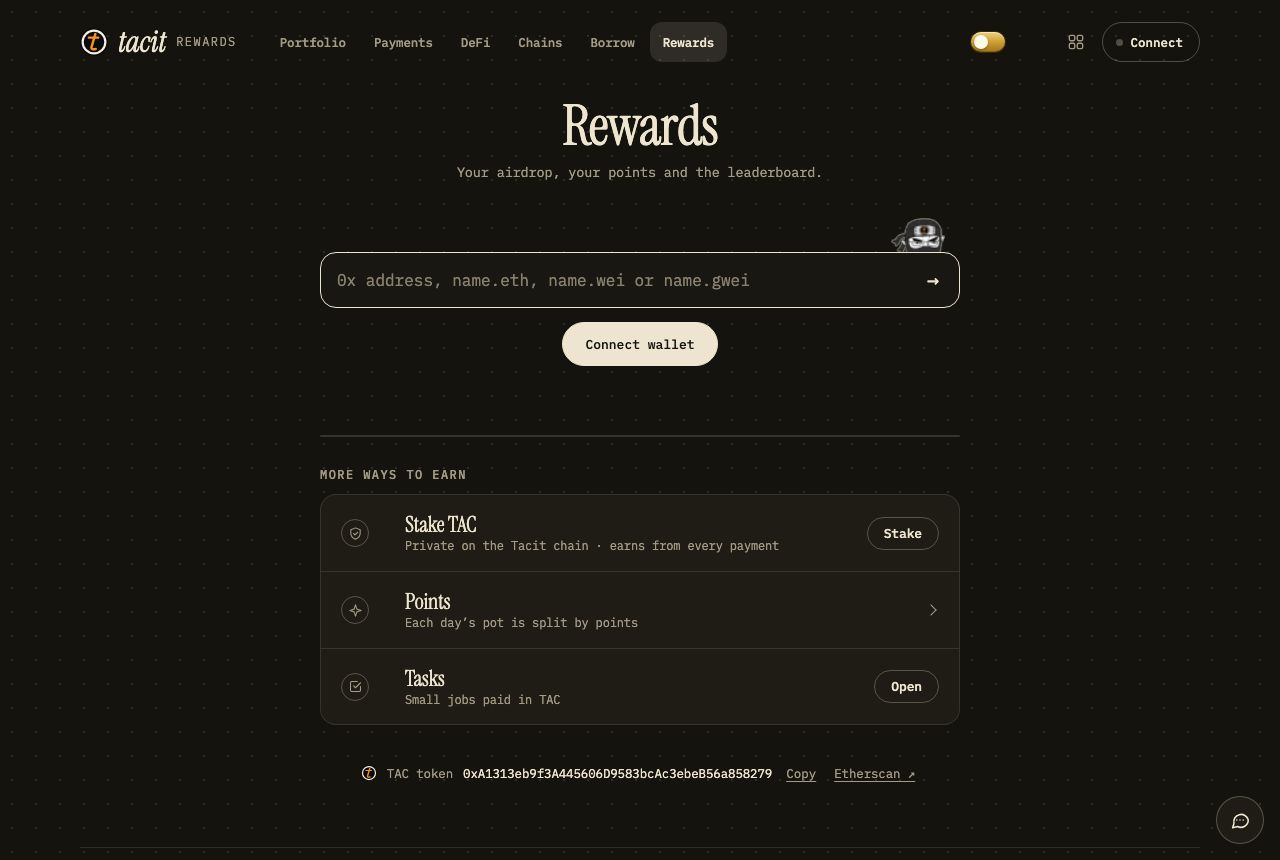 tacit REWARDS Portfolio Payments DeFi Chains Borrow Rewards Connect
Rewards
Your airdrop, your points and the leaderboard.
0x address, name.eth, name.wei or name.gwei →
Connect wallet
MORE WAYS TO EARN
Stake TAC
Private on the Tacit chain · earns from every payment
Stake
Points
Each day’s pot is split by points
Tasks
Small jobs paid in TAC
Open
TAC token 0xA1313eb9f3A445606D9583bcAc3ebeB56a858279 Copy Etherscan ↗